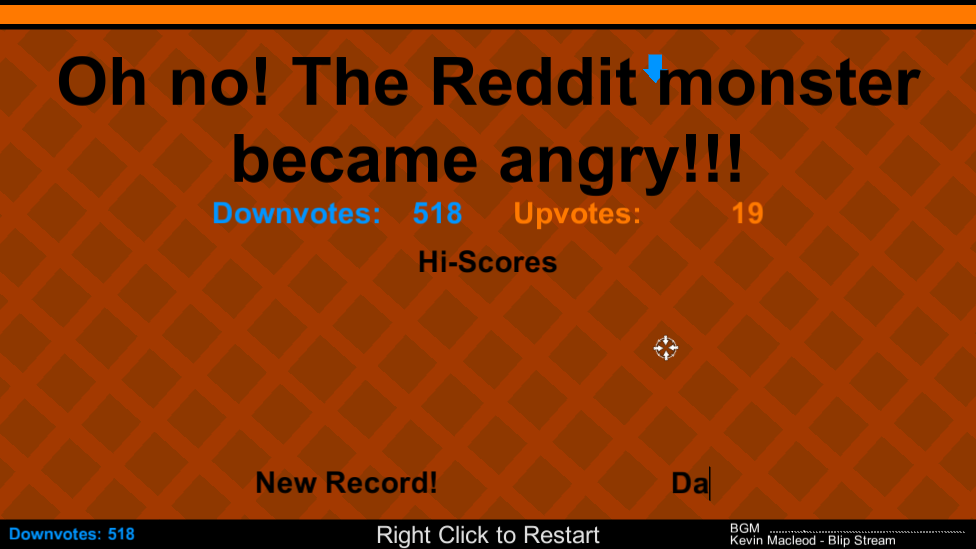 Oh no! The Reddit monster
became angry!!!
Downvotes: 518 Upvotes: 19
Hi-Scores
New Record! Da
Downvotes: 518
Right Click to Restart
BGM
Kevin Macleod - Blip Stream